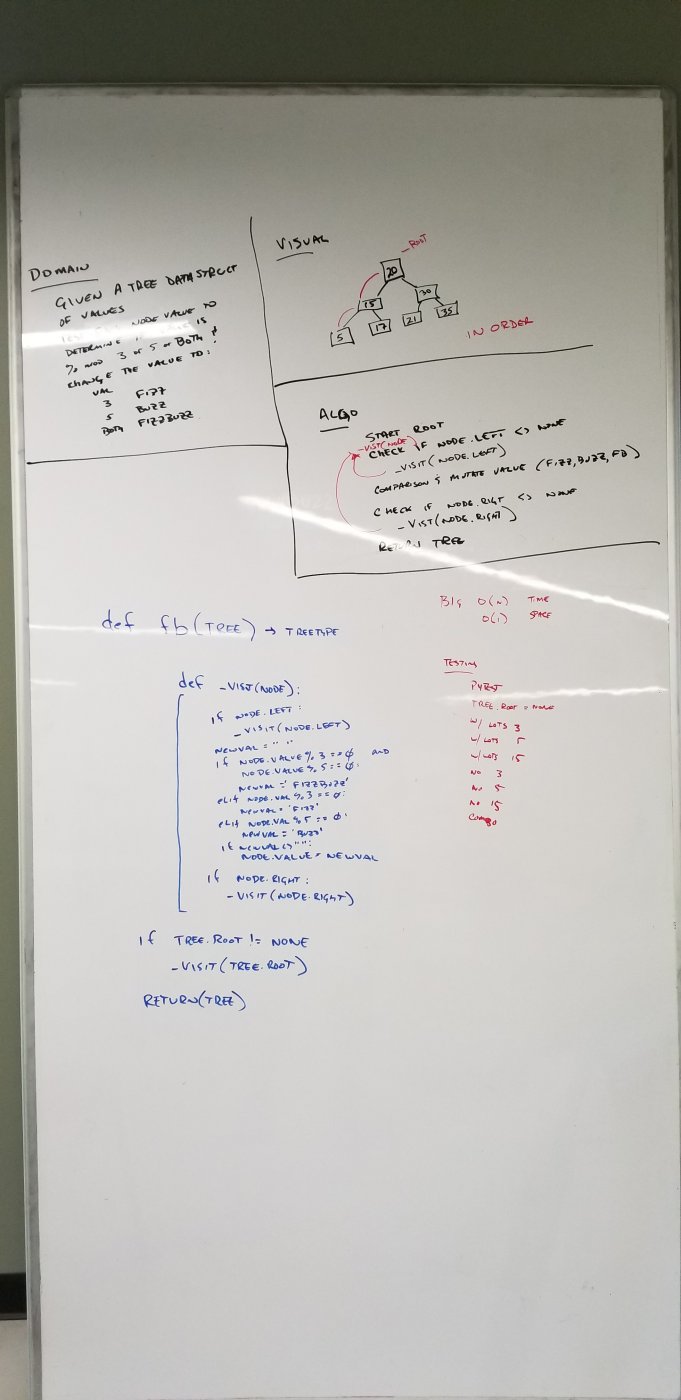 DOMAIN
GIVEN A TREE DATA STRUCT
OF VALUES
NODE VALUE TO
DETERMINE IS
% MOD 3 or 5 or BOTH &
CHANGE THE VALUE TO:
VAL
3 FIZZ
5 BUZZ
BOTH FIZZBUZZ
VISUAL
ROOT
20
15
30
5
17
21
35
IN ORDER
ALGO
START ROOT
_VISIT(NODE)
CHECK IF NODE.LEFT <> NONE
_VISIT(NODE.LEFT)
COMPARISON & MUTATE VALUE (FIZZ,BUZZ,FB)
CHECK IF NODE.RIGT <> NONE
_VIST(NODE.RIGHT)
RETURN TREE
BIG O(N) TIME
O(1) SPACE
def fb(TREE) → TREETYPE
def _VISIT(NODE):
if NODE.LEFT:
_VISIT(NODE.LEFT)
NEWVAL = " "
if NODE.VALUE % 3 == 0 AND
NODE.VALUE % 5 == 0:
NEWVAL = 'FIZZBUZZ'
elif NODE.VAL % 3 == 0:
NEWVAL = 'FIZZ'
elif NODE.VAL % 5 == 0:
NEWVAL = 'BUZZ'
if NEWVAL <> "":
NODE.VALUE = NEWVAL
if NODE.RIGHT:
_VISIT(NODE.RIGHT)
if TREE.ROOT != NONE
_VISIT(TREE.ROOT)
RETURN(TREE)
TESTING
PYTEST
TREE.ROOT = NONE
W/ LOTS 3
W/ LOTS 5
W/ LOTS 15
NO 3
NO 5
NO 15
COMBO